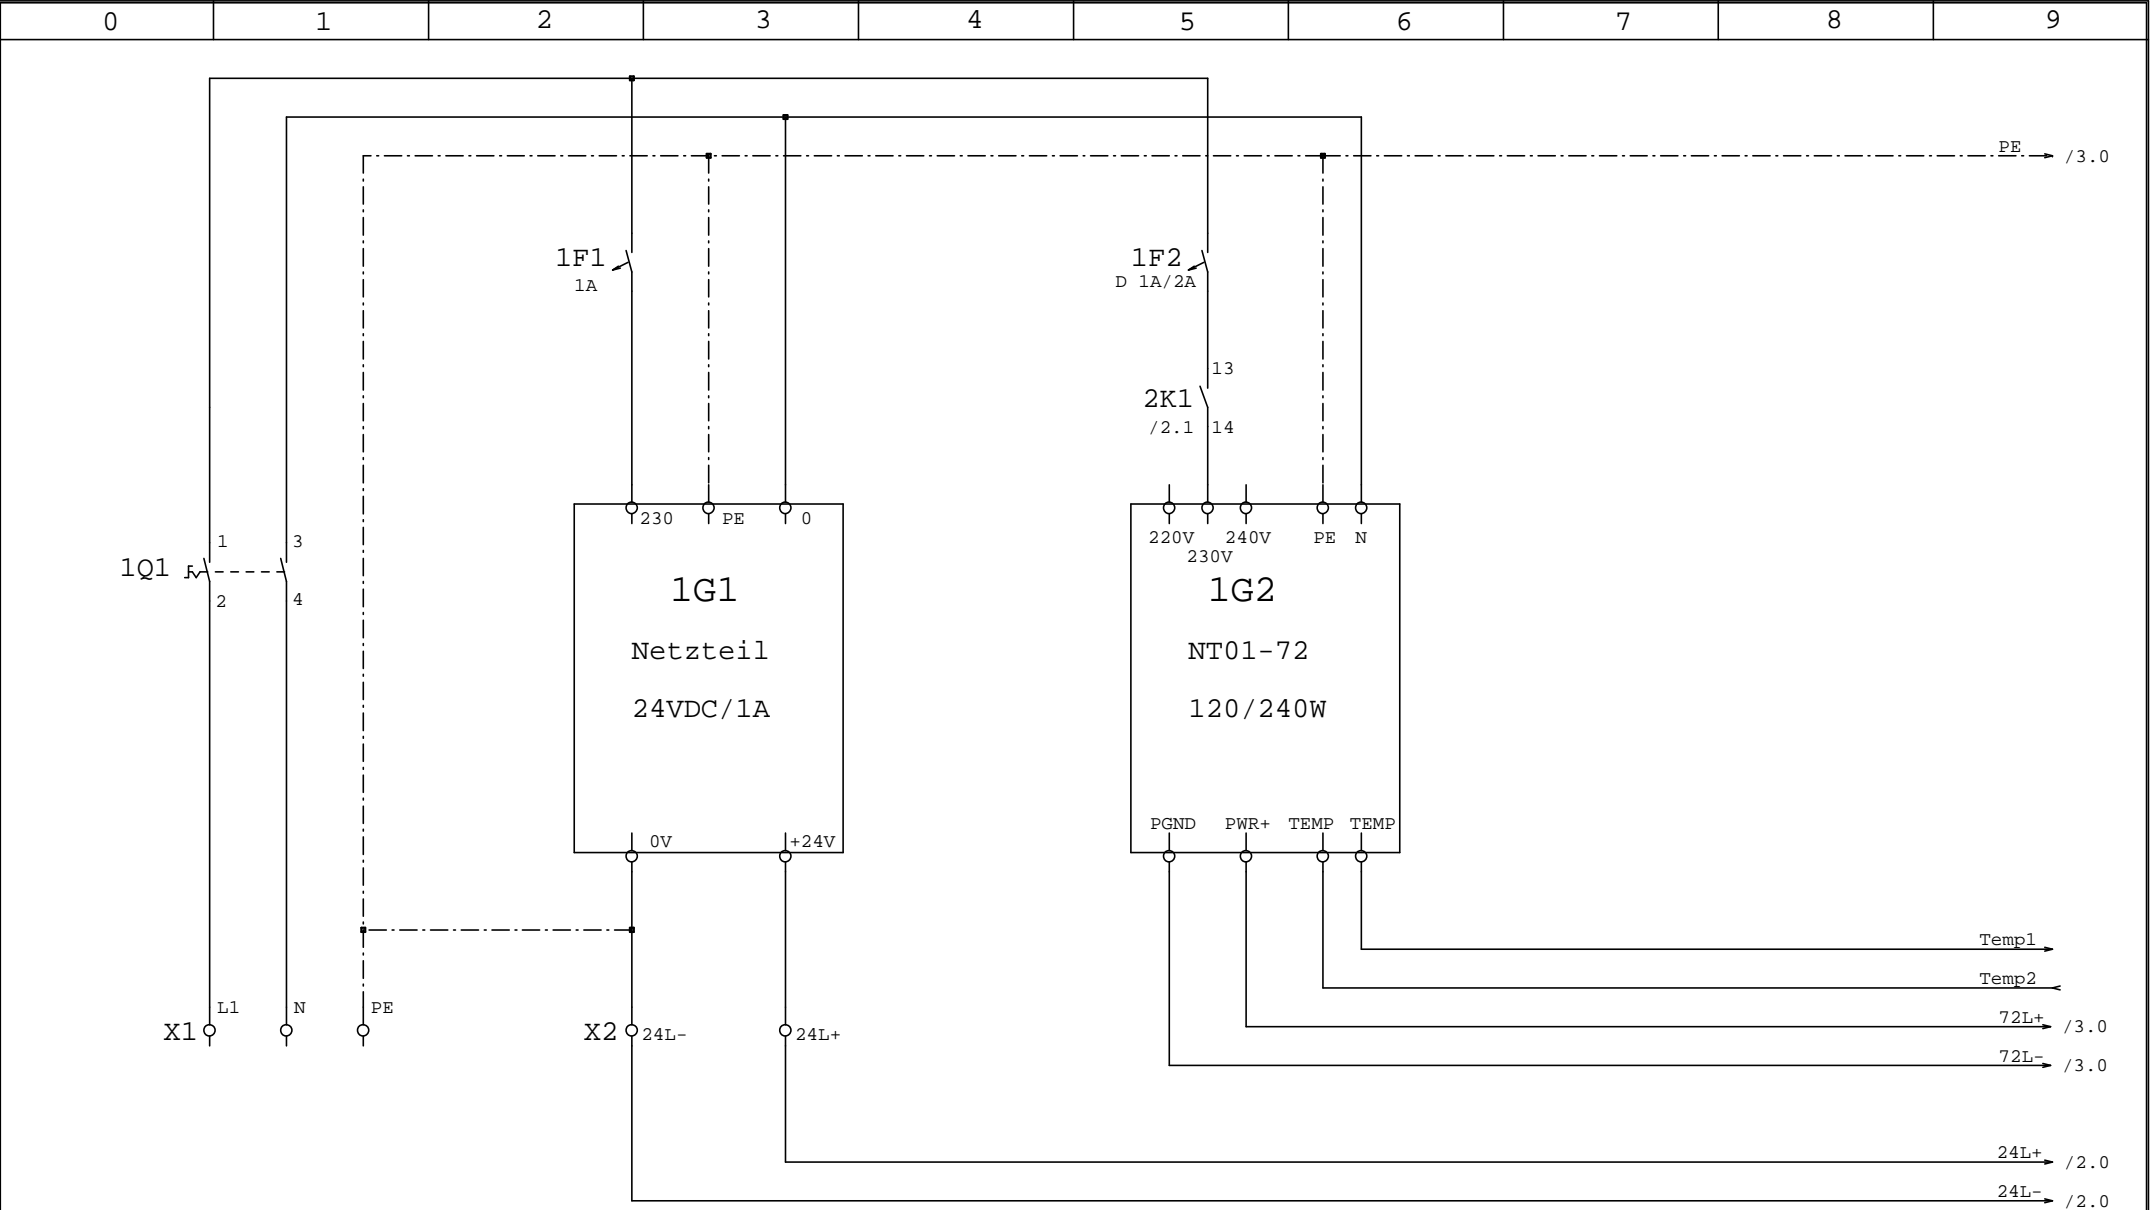 0 1 2 3 4 5 6 7 8 9
PE /3.0
1F1
1A
1F2
D 1A/2A
13
2K1
/2.1 14
230 PE 0
220V 240V PE N
230V
1 3
1Q1
2 4
1G1
Netzteil
24VDC/1A
0V +24V
1G2
NT01-72
120/240W
PGND PWR+ TEMP TEMP
Temp1
Temp2
L1 N PE
X1
X2 24L- 24L+
72L+ /3.0
72L- /3.0
24L+ /2.0
24L- /2.0